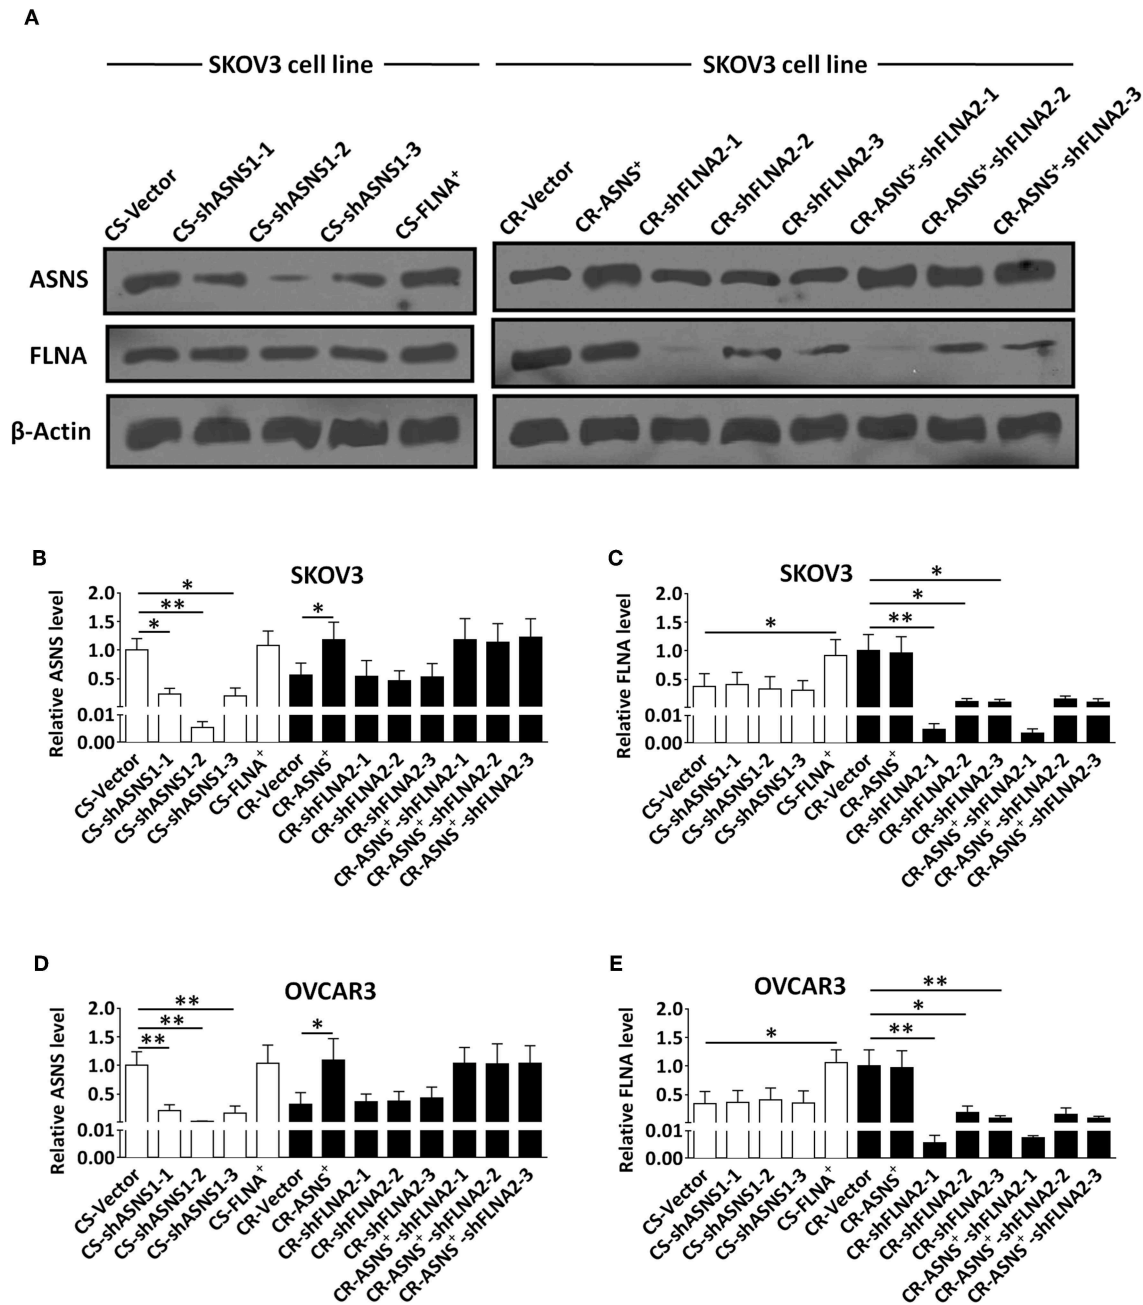 A
SKOV3 cell line
SKOV3 cell line
CS-Vector
CS-shASNS1-1
CS-shASNS1-2
CS-shASNS1-3
CS-FLNA⁺
CR-Vector
CR-ASNS⁺
CR-shFLNA2-1
CR-shFLNA2-2
CR-shFLNA2-3
CR-ASNS⁺-shFLNA2-1
CR-ASNS⁺-shFLNA2-2
CR-ASNS⁺-shFLNA2-3
ASNS
FLNA
β-Actin
B
SKOV3
Relative ASNS level
2.0
1.5
1.0
0.5
0.01
0.00
*
**
*
*
CS-Vector
CS-shASNS1-1
CS-shASNS1-2
CS-shASNS1-3
CS-FLNA⁺
CR-Vector
CR-ASNS⁺
CR-shFLNA2-1
CR-shFLNA2-2
CR-shFLNA2-3
CR-ASNS⁺-shFLNA2-1
CR-ASNS⁺-shFLNA2-2
CR-ASNS⁺-shFLNA2-3
C
SKOV3
Relative FLNA level
2.0
1.5
1.0
0.5
0.01
0.00
*
*
*
**
CS-Vector
CS-shASNS1-1
CS-shASNS1-2
CS-shASNS1-3
CS-FLNA⁺
CR-Vector
CR-ASNS⁺
CR-shFLNA2-1
CR-shFLNA2-2
CR-shFLNA2-3
CR-ASNS⁺-shFLNA2-1
CR-ASNS⁺-shFLNA2-2
CR-ASNS⁺-shFLNA2-3
D
OVCAR3
Relative ASNS level
2.0
1.5
1.0
0.5
0.01
0.00
**
**
**
*
CS-Vector
CS-shASNS1-1
CS-shASNS1-2
CS-shASNS1-3
CS-FLNA⁺
CR-Vector
CR-ASNS⁺
CR-shFLNA2-1
CR-shFLNA2-2
CR-shFLNA2-3
CR-ASNS⁺-shFLNA2-1
CR-ASNS⁺-shFLNA2-2
CR-ASNS⁺-shFLNA2-3
E
OVCAR3
Relative FLNA level
2.0
1.5
1.0
0.5
0.01
0.00
*
**
*
**
CS-Vector
CS-shASNS1-1
CS-shASNS1-2
CS-shASNS1-3
CS-FLNA⁺
CR-Vector
CR-ASNS⁺
CR-shFLNA2-1
CR-shFLNA2-2
CR-shFLNA2-3
CR-ASNS⁺-shFLNA2-1
CR-ASNS⁺-shFLNA2-2
CR-ASNS⁺-shFLNA2-3